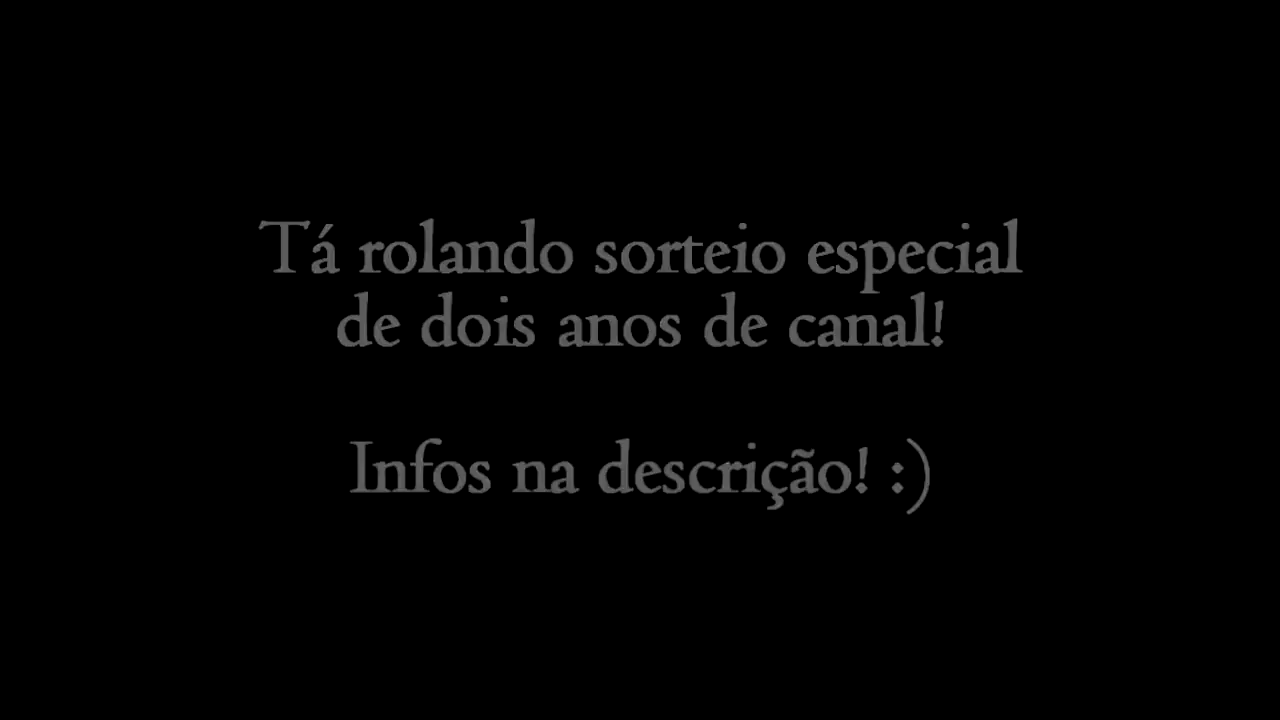 Tá rolando sorteio especial
de dois anos de canal!
Infos na descrição! :)